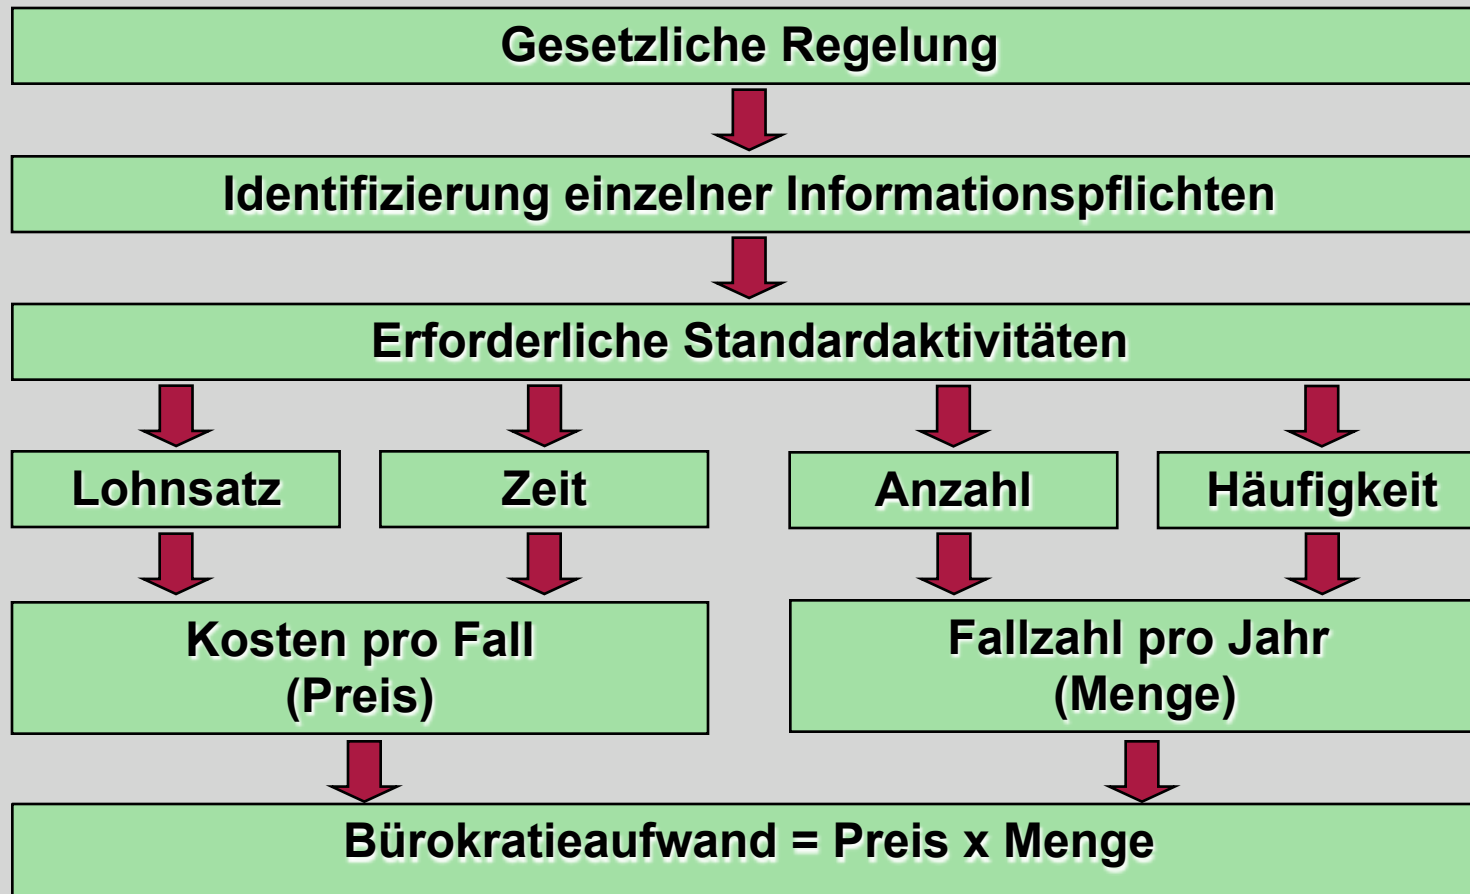 Gesetzliche Regelung
Identifizierung einzelner Informationspflichten
Erforderliche Standardaktivitäten
Lohnsatz
Zeit
Anzahl
Häufigkeit
Kosten pro Fall
(Preis)
Fallzahl pro Jahr
(Menge)
Bürokratieaufwand = Preis x Menge